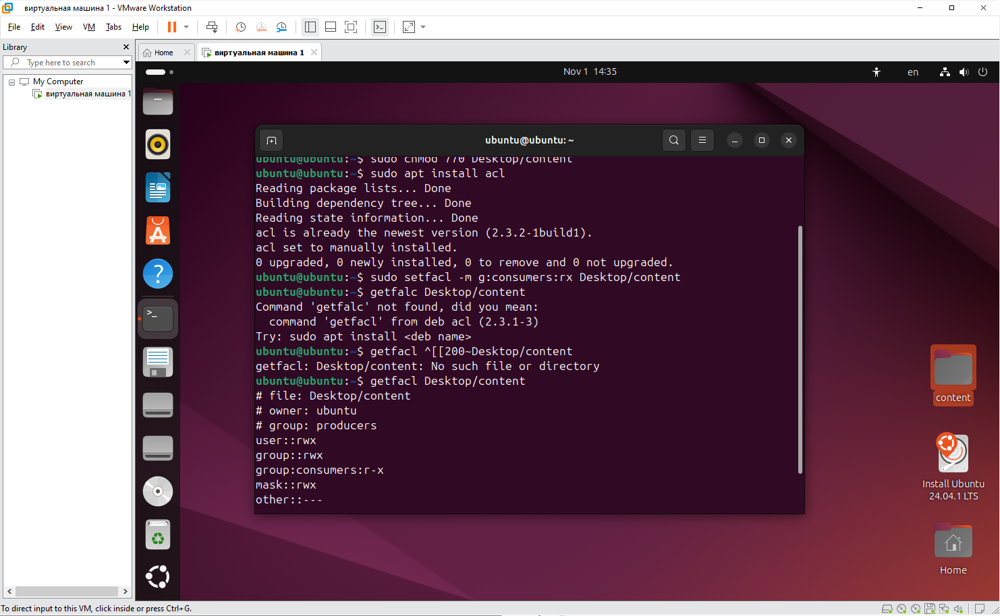 виртуальная машина 1 - VMware Workstation
File Edit View VM Tabs Help
Library
Home
виртуальная машина 1
Type here to search
My Computer
виртуальная машина 1
Nov 1 14:35
en
ubuntu@ubuntu: ~
ubuntu@ubuntu:~$ sudo chmod 770 Desktop/content
ubuntu@ubuntu:~$ sudo apt install acl
Reading package lists... Done
Building dependency tree... Done
Reading state information... Done
acl is already the newest version (2.3.2-1build1).
acl set to manually installed.
0 upgraded, 0 newly installed, 0 to remove and 0 not upgraded.
ubuntu@ubuntu:~$ sudo setfacl -m g:consumers:rx Desktop/content
ubuntu@ubuntu:~$ getfalc Desktop/content
Command 'getfalc' not found, did you mean:
  command 'getfacl' from deb acl (2.3.1-3)
Try: sudo apt install <deb name>
ubuntu@ubuntu:~$ getfacl ^[[200~Desktop/content
getfacl: Desktop/content: No such file or directory
ubuntu@ubuntu:~$ getfacl Desktop/content
# file: Desktop/content
# owner: ubuntu
# group: producers
user::rwx
group::rwx
group:consumers:r-x
mask::rwx
other::---
content
Install Ubuntu
24.04.1 LTS
Home
To direct input to this VM, click inside or press Ctrl+G.